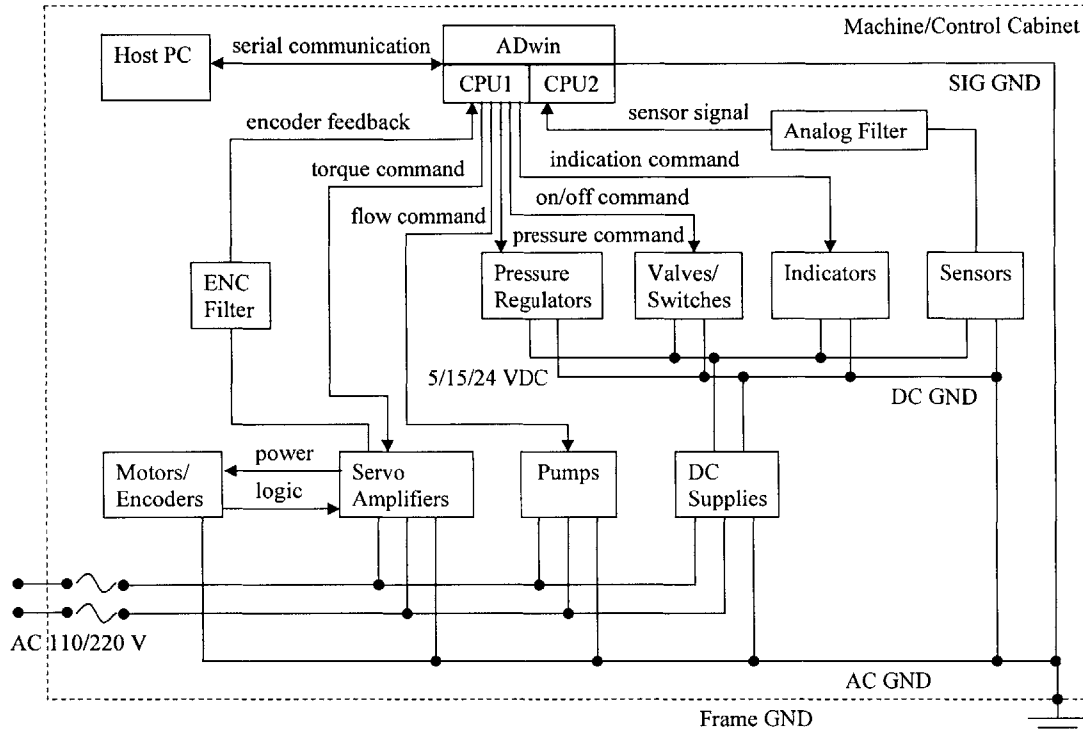 Machine/Control Cabinet
Host PC
serial communication
ADwin
CPU1
CPU2
SIG GND
encoder feedback
sensor signal
Analog Filter
torque command
indication command
flow command
on/off command
pressure command
ENC
Filter
Pressure
Regulators
Valves/
Switches
Indicators
Sensors
5/15/24 VDC
DC GND
Motors/
Encoders
power
logic
Servo
Amplifiers
Pumps
DC
Supplies
AC 110/220 V
AC GND
Frame GND